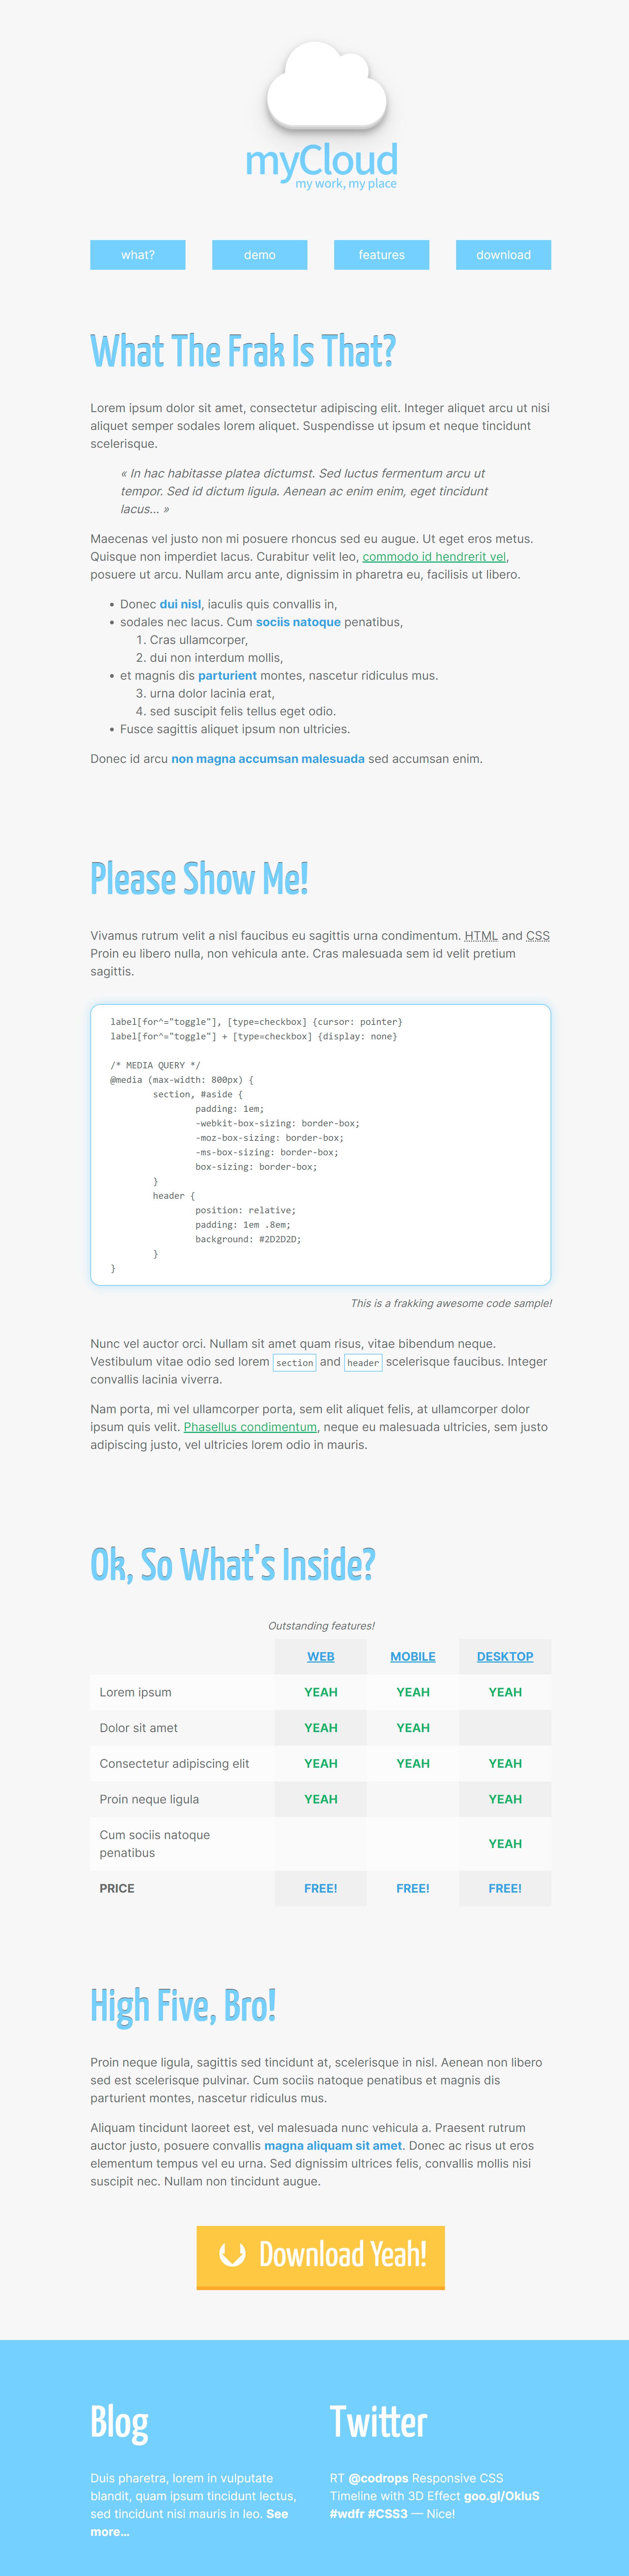 myCloud
my work, my place
what?
demo
features
download
What The Frak Is That?
Lorem ipsum dolor sit amet, consectetur adipiscing elit. Integer aliquet arcu ut nisi
aliquet semper sodales lorem aliquet. Suspendisse ut ipsum et neque tincidunt
scelerisque.
« In hac habitasse platea dictumst. Sed luctus fermentum arcu ut
tempor. Sed id dictum ligula. Aenean ac enim enim, eget tincidunt
lacus... »
Maecenas vel justo non mi posuere rhoncus sed eu augue. Ut eget eros metus.
Quisque non imperdiet lacus. Curabitur velit leo, commodo id hendrerit vel,
posuere ut arcu. Nullam arcu ante, dignissim in pharetra eu, facilisis ut libero.
• Donec dui nisl, iaculis quis convallis in,
• sodales nec lacus. Cum sociis natoque penatibus,
1. Cras ullamcorper,
2. dui non interdum mollis,
• et magnis dis parturient montes, nascetur ridiculus mus.
3. urna dolor lacinia erat,
4. sed suscipit felis tellus eget odio.
• Fusce sagittis aliquet ipsum non ultricies.
Donec id arcu non magna accumsan malesuada sed accumsan enim.
Please Show Me!
Vivamus rutrum velit a nisl faucibus eu sagittis urna condimentum. HTML and CSS
Proin eu libero nulla, non vehicula ante. Cras malesuada sem id velit pretium
sagittis.
label[for^="toggle"], [type=checkbox] {cursor: pointer}
label[for^="toggle"] + [type=checkbox] {display: none}
/* MEDIA QUERY */
@media (max-width: 800px) {
section, #aside {
padding: 1em;
-webkit-box-sizing: border-box;
-moz-box-sizing: border-box;
-ms-box-sizing: border-box;
box-sizing: border-box;
}
header {
position: relative;
padding: 1em .8em;
background: #2D2D2D;
}
}
This is a frakking awesome code sample!
Nunc vel auctor orci. Nullam sit amet quam risus, vitae bibendum neque.
Vestibulum vitae odio sed lorem section and header scelerisque faucibus. Integer
convallis lacinia viverra.
Nam porta, mi vel ullamcorper porta, sem elit aliquet felis, at ullamcorper dolor
ipsum quis velit. Phasellus condimentum, neque eu malesuada ultricies, sem justo
adipiscing justo, vel ultricies lorem odio in mauris.
Ok, So What's Inside?
Outstanding features!
WEB MOBILE DESKTOP
Lorem ipsum YEAH YEAH YEAH
Dolor sit amet YEAH YEAH
Consectetur adipiscing elit YEAH YEAH YEAH
Proin neque ligula YEAH YEAH
Cum sociis natoque
penatibus YEAH
PRICE FREE! FREE! FREE!
High Five, Bro!
Proin neque ligula, sagittis sed tincidunt at, scelerisque in nisl. Aenean non libero
sed est scelerisque pulvinar. Cum sociis natoque penatibus et magnis dis
parturient montes, nascetur ridiculus mus.
Aliquam tincidunt laoreet est, vel malesuada nunc vehicula a. Praesent rutrum
auctor justo, posuere convallis magna aliquam sit amet. Donec ac risus ut eros
elementum tempus vel eu urna. Sed dignissim ultrices felis, convallis mollis nisi
suscipit nec. Nullam non tincidunt augue.
Download Yeah!
Blog
Duis pharetra, lorem in vulputate
blandit, quam ipsum tincidunt lectus,
sed tincidunt nisi mauris in leo. See
more...
Twitter
RT @codrops Responsive CSS
Timeline with 3D Effect goo.gl/OkluS
#wdfr #CSS3 — Nice!